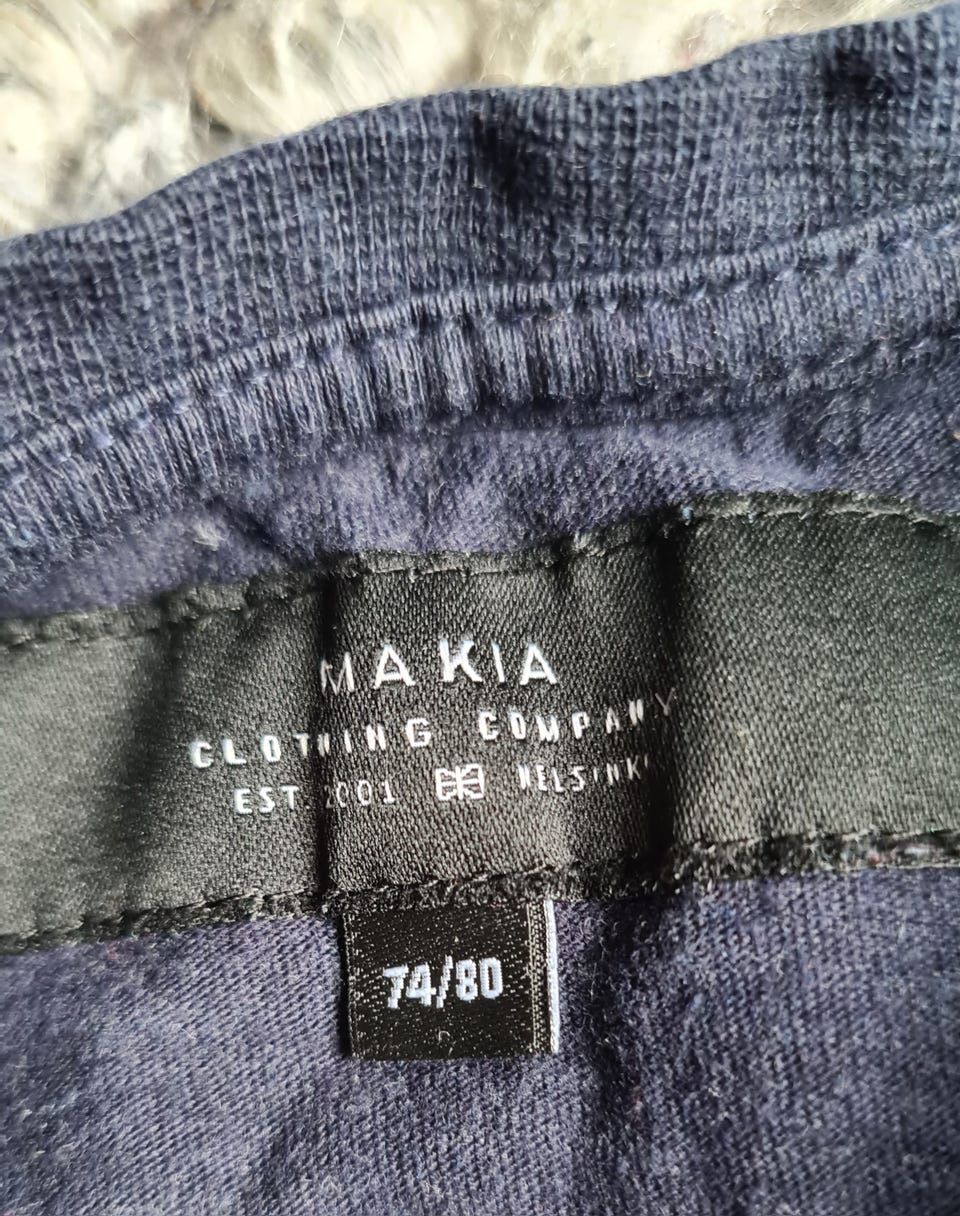 MAKIA
CLOTHING COMPANY
EST. 2001 HELSINKI
74/80